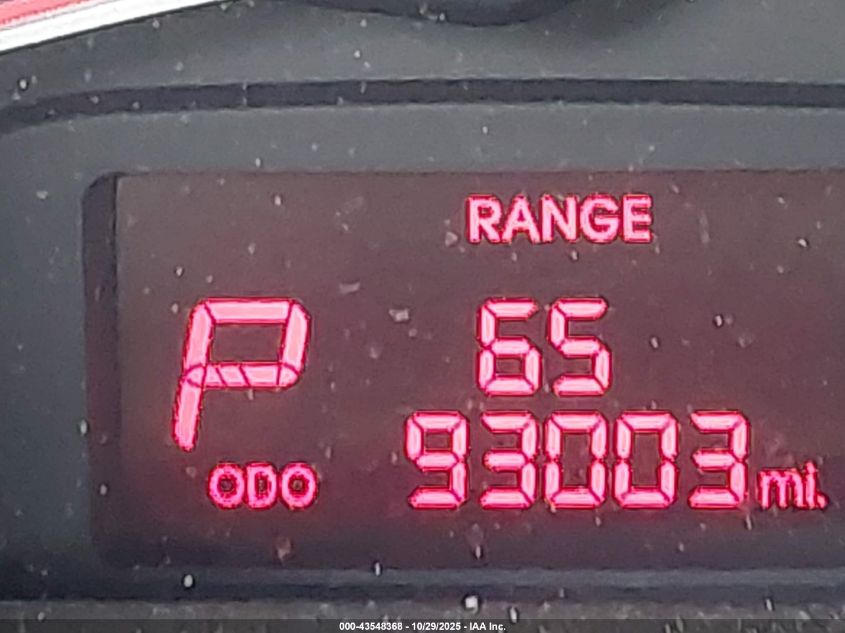 RANGE
P 65
ODO 93003 mi.
000-43548368 - 10/29/2025 - IAA Inc.